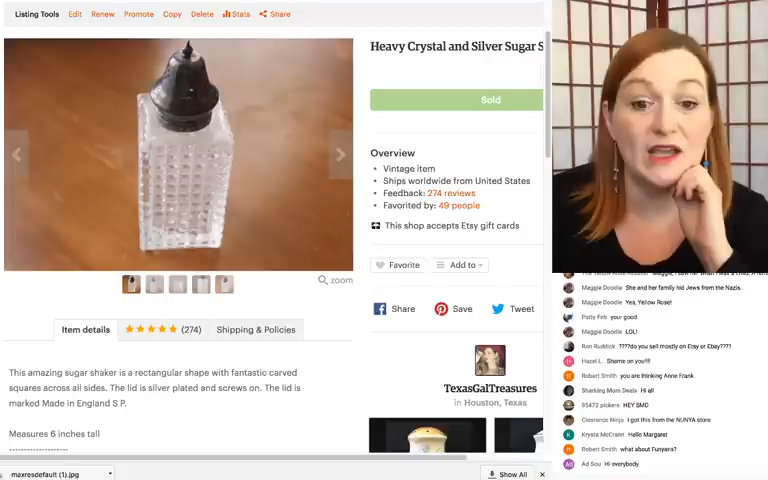 Listing Tools Edit Renew Promote Copy Delete Stats Share
Heavy Crystal and Silver Sugar S
Sold
Overview
Vintage item
Ships worldwide from United States
Feedback: 274 reviews
Favorited by: 49 people
This shop accepts Etsy gift cards
zoom
Favorite Add to
Share Save Tweet
Item details (274) Shipping & Policies
This amazing sugar shaker is a rectangular shape with fantastic carved
squares across all sides. The lid is silver plated and screws on. The lid is
marked Made in England S P.
Measures 6 inches tall
--------------------
TexasGalTreasures
in Houston, Texas
Maggie Doodle She and her family hid Jews from the Nazis.
Maggie Doodle Yes, Yellow Rose!
Patty Feb your good
Maggie Doodle LOL!
Ron Ruddick ????do you sell mostly on Etsy or Ebay????
H Hazel L. Shame on you!!!!
R Robert Smith you are thinking Anne Frank
Sharking Mom Deals Hi all
95472 pickers HEY SMD
Clearence Ninja I got this from the NUNYA store
K Krysta McCrann Hello Margaret
R Robert Smith what about Funyans?
Ad Ad Sou Hi everybody
maxresdefault (1).jpg
Show All